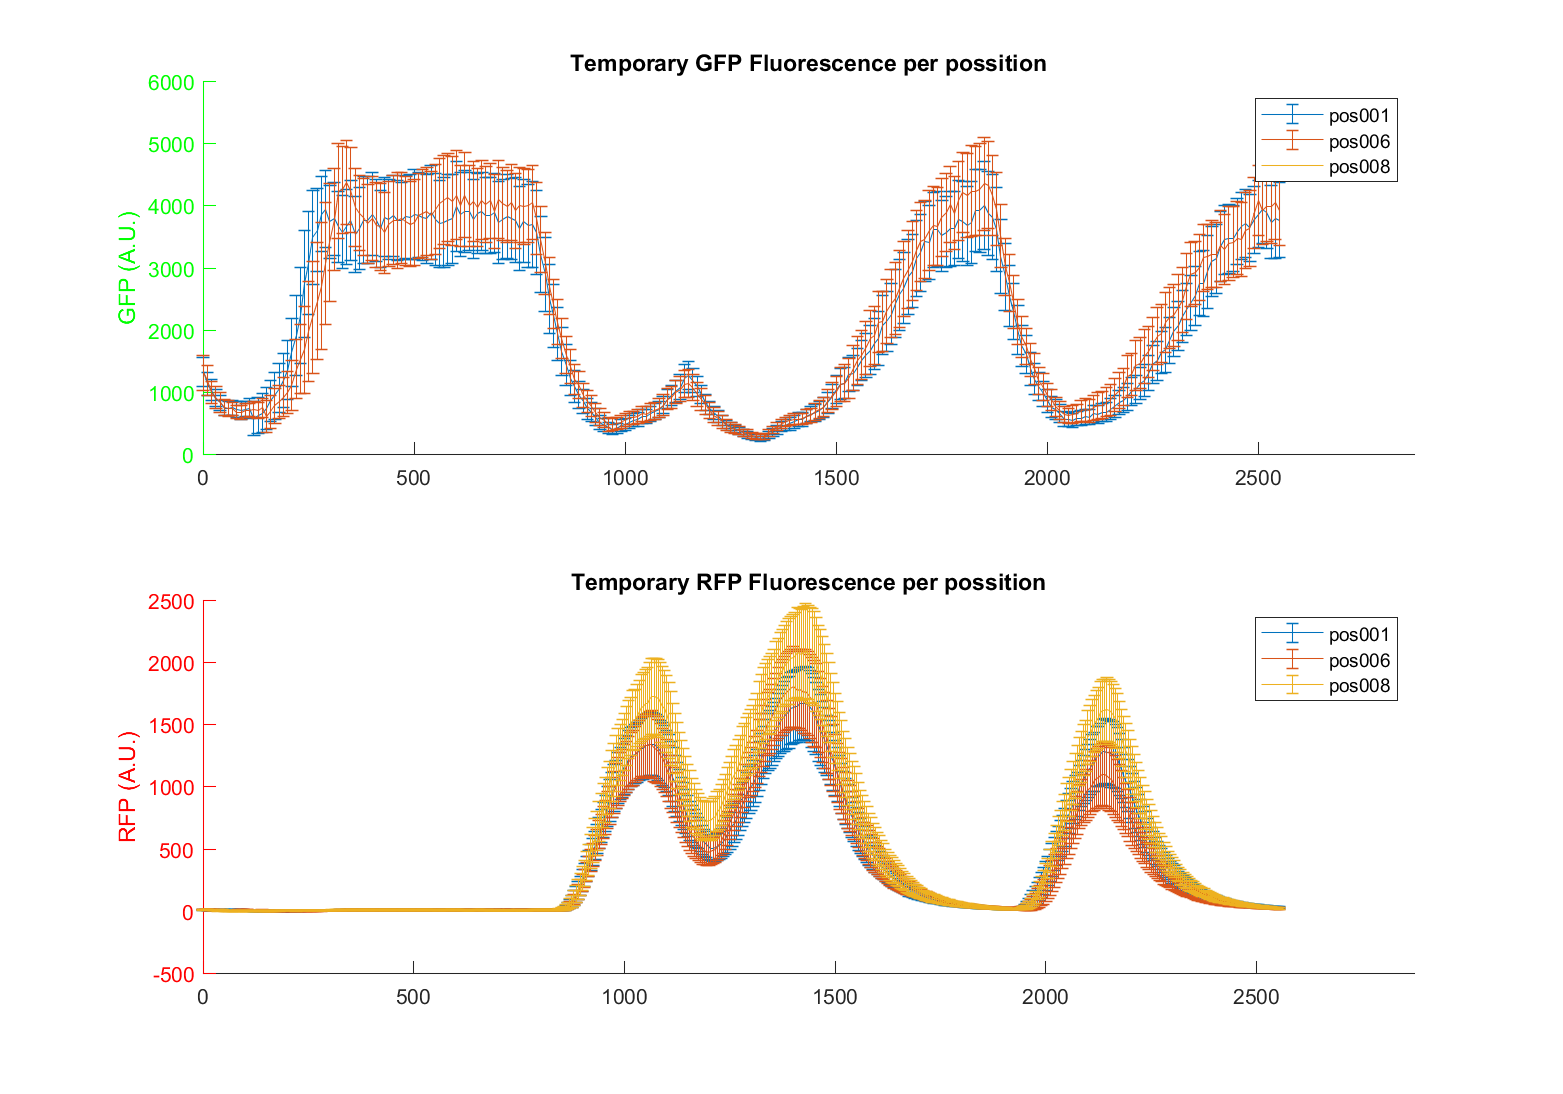 Temporary GFP Fluorescence per possition
6000
5000
4000
3000
2000
1000
0
GFP (A.U.)
0 500 1000 1500 2000 2500
pos001
pos006
pos008
Temporary RFP Fluorescence per possition
2500
2000
1500
1000
500
0
-500
RFP (A.U.)
0 500 1000 1500 2000 2500
pos001
pos006
pos008